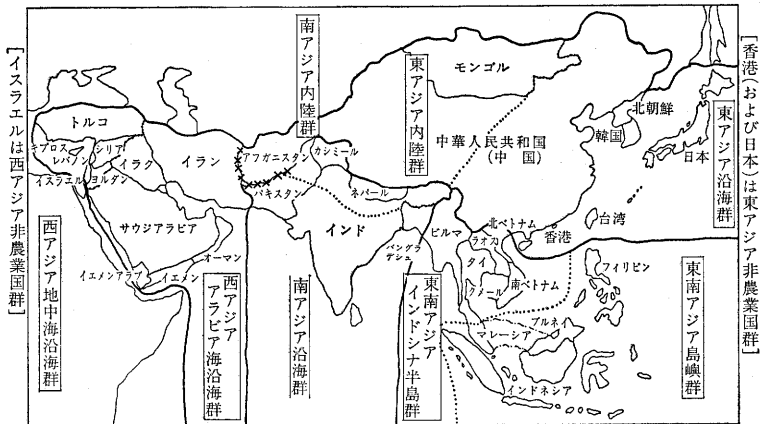 [イスラエルは西アジア非農業国群]
[香港(および日本)は東アジア非農業国群]
南アジア内陸群
東アジア内陸群
モンゴル
トルコ
キプロス
レバノン
シリア
イラク
イラン
アフガニスタン
カシミール
中華人民共和国
(中 国)
北朝鮮
韓国
日本
東アジア沿海群
イスラエル
ヨルダン
パキスタン
ネパール
サウジアラビア
インド
ビルマ
北ベトナム
香港
台湾
ラオス
バングラ
デシュ
タイ
オーマン
イエメンアラブ
イエメン
クメール
南ベトナム
フィリピン
西アジア地中海沿海群
西アジア
アラビア海沿海群
南アジア沿海群
東南アジア
インドシナ半島群
マレーシア
ブルネイ
インドネシア
東南アジア島嶼群